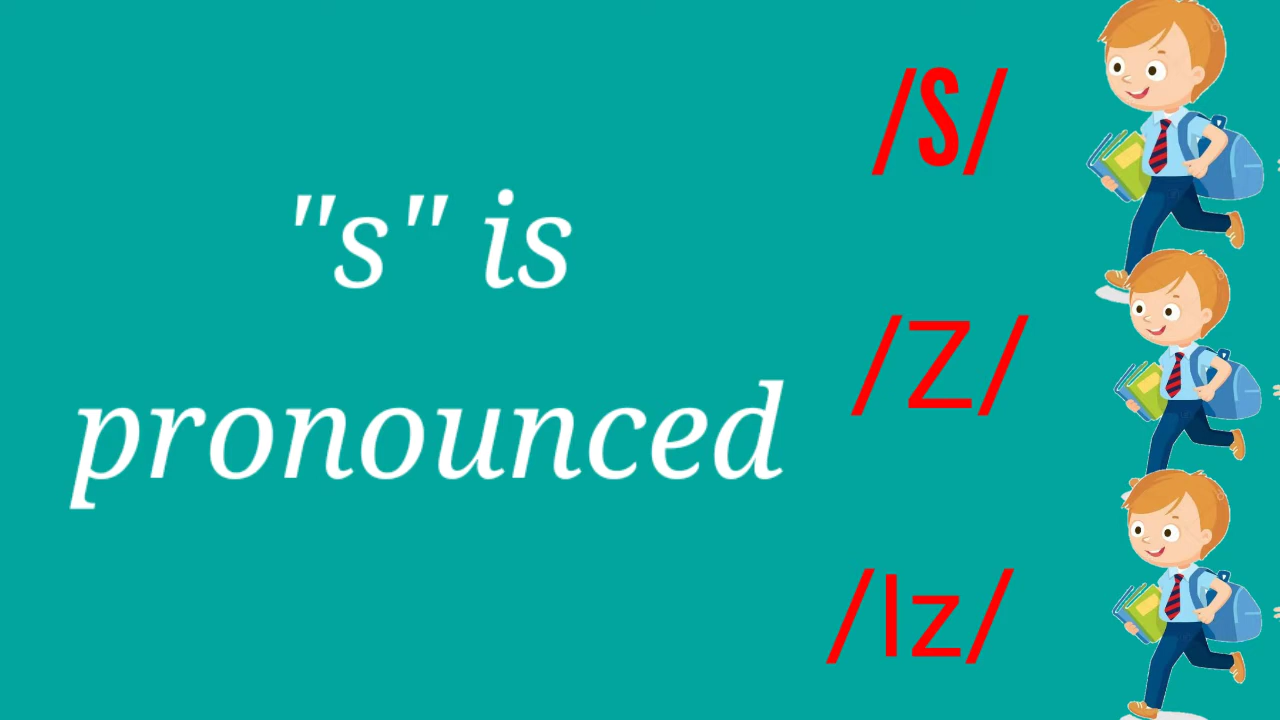 "s" is
pronounced
/S/
/Z/
/Iz/